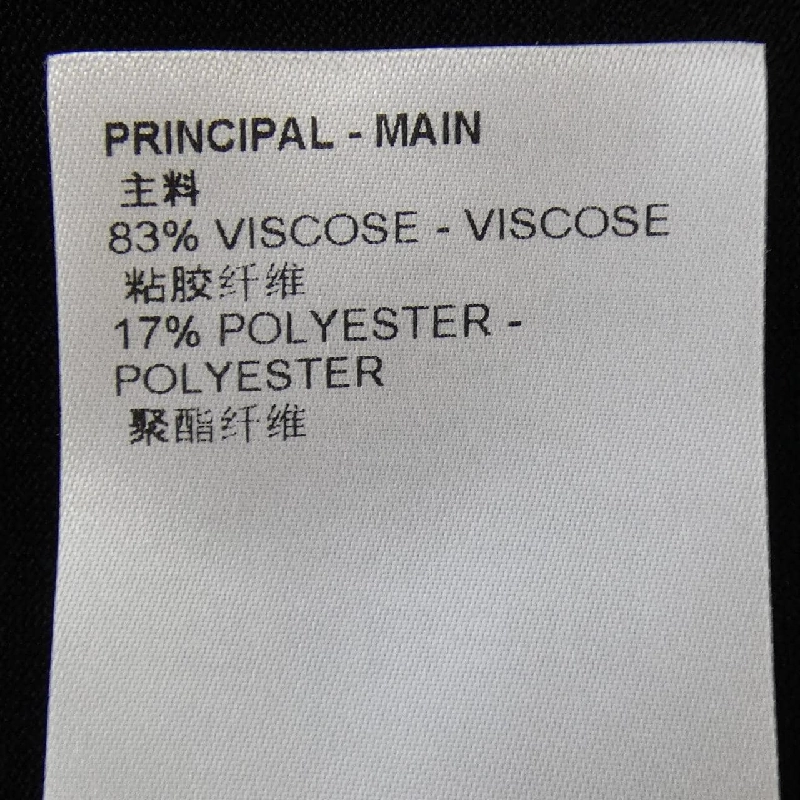 PRINCIPAL - MAIN
主料
83% VISCOSE - VISCOSE
粘胶纤维
17% POLYESTER -
POLYESTER
聚酯纤维